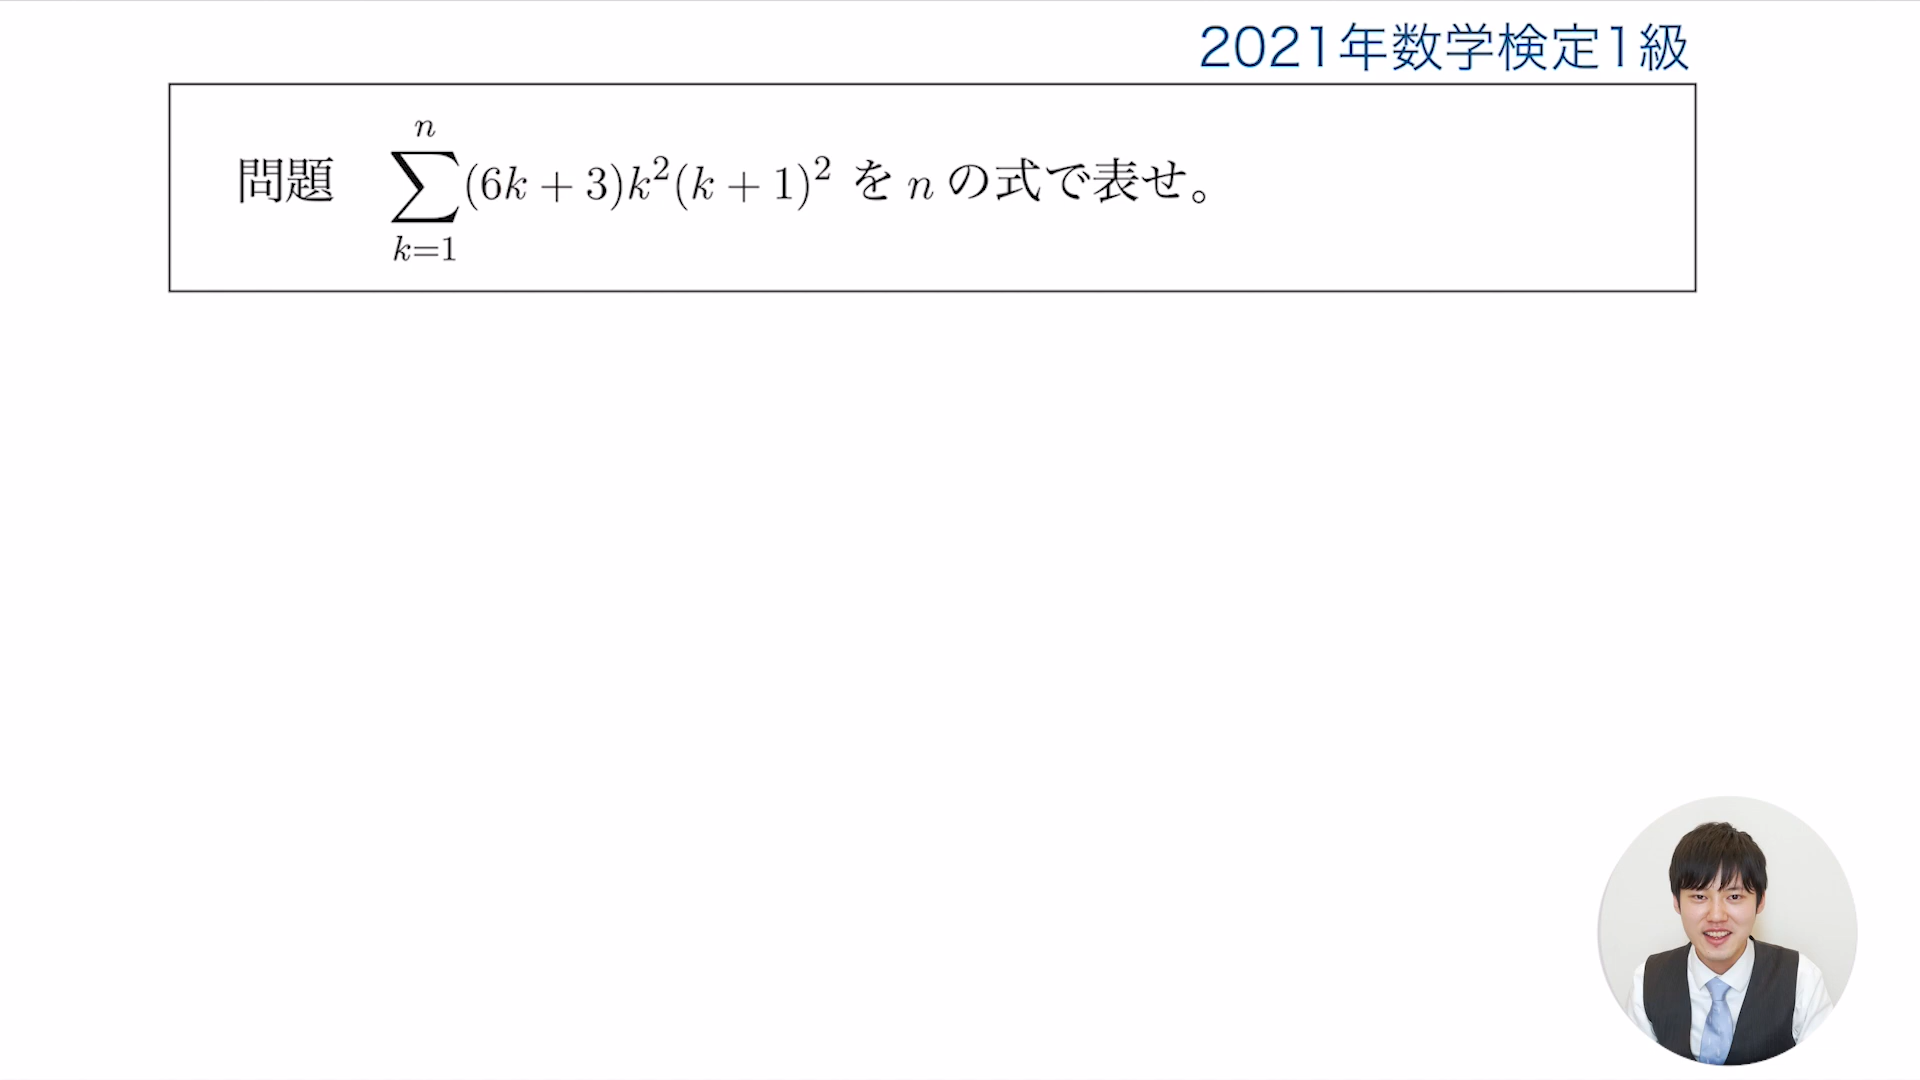 2021年数学検定1級
問題 $\sum_{k=1}^{n}(6k+3)k^2(k+1)^2$ を $n$ の式で表せ。